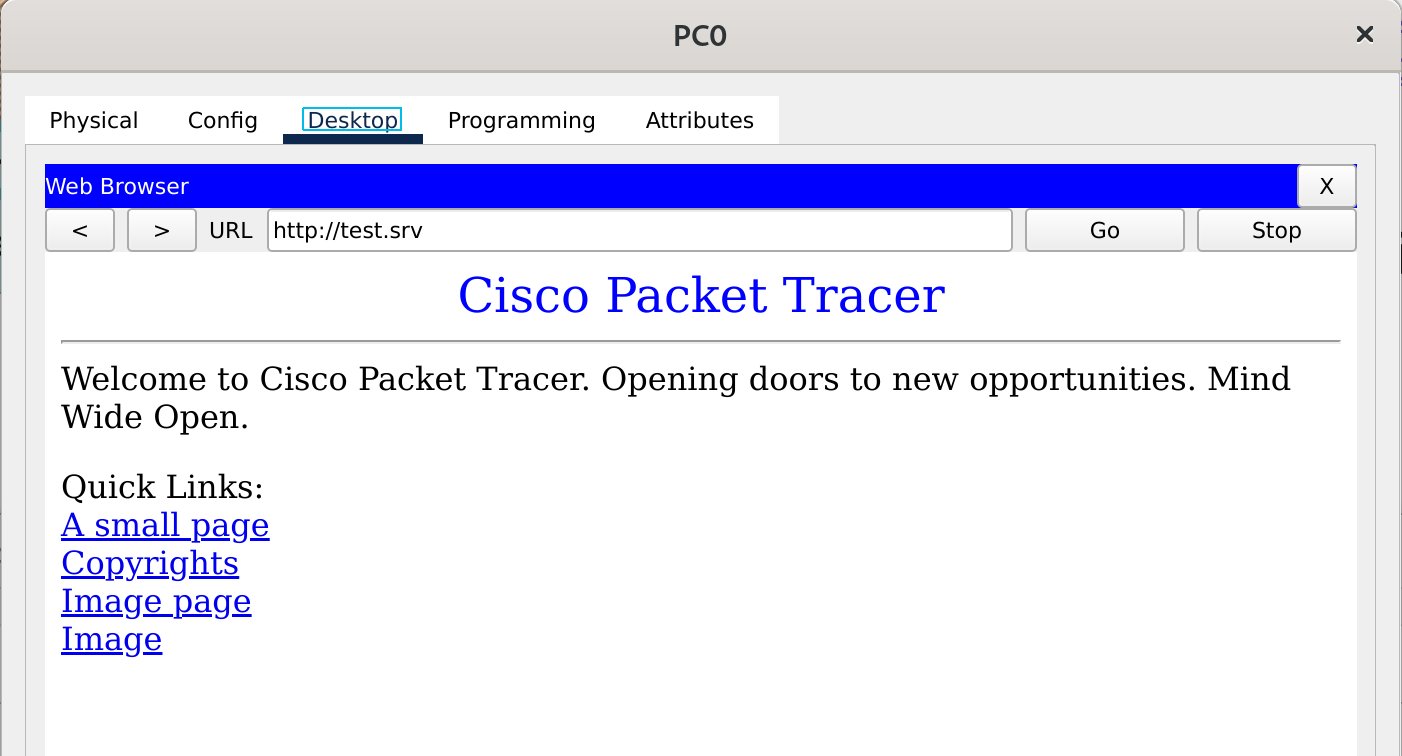 PC0
Physical Config Desktop Programming Attributes
Web Browser X
< > URL http://test.srv Go Stop
Cisco Packet Tracer
Welcome to Cisco Packet Tracer. Opening doors to new opportunities. Mind
Wide Open.
Quick Links:
A small page
Copyrights
Image page
Image